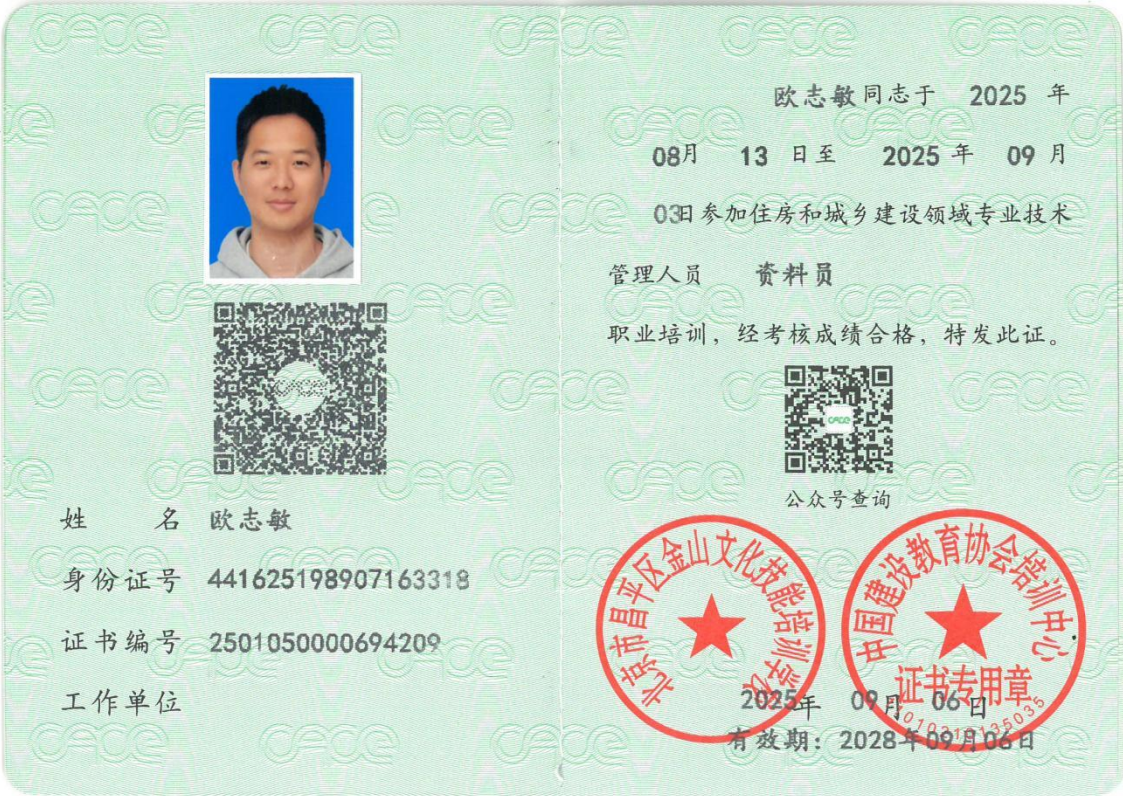 姓 名 欧志敏
身份证号 441625198907163318
证书编号 2501050000694209
工作单位
欧志敏同志于 2025 年
08月 13 日至 2025 年 09 月
03日参加住房和城乡建设领域专业技术
管理人员 资料员
职业培训，经考核成绩合格，特发此证。
公众号查询
北京市昌平区金山文化技能培训学校
中国建设教育协会培训中心
证书专用章
2025年 09月 06日
有效期：2028年09月06日